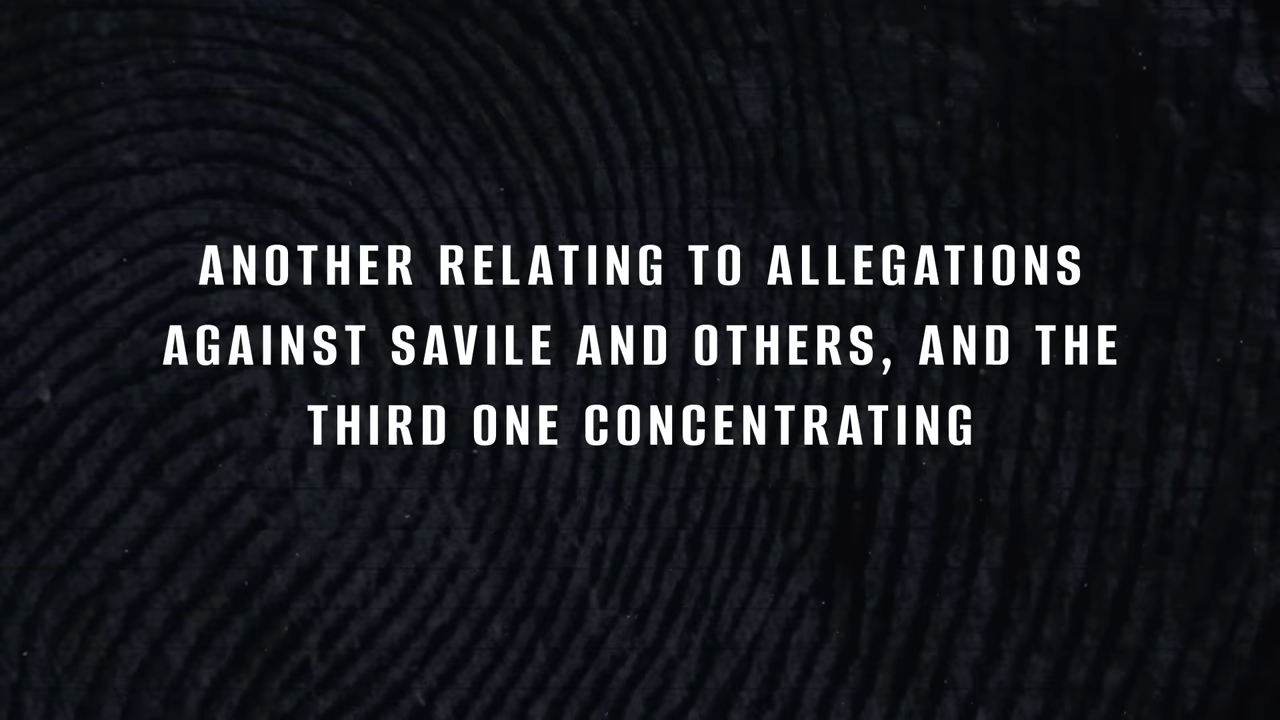 ANOTHER RELATING TO ALLEGATIONS
AGAINST SAVILE AND OTHERS, AND THE
THIRD ONE CONCENTRATING